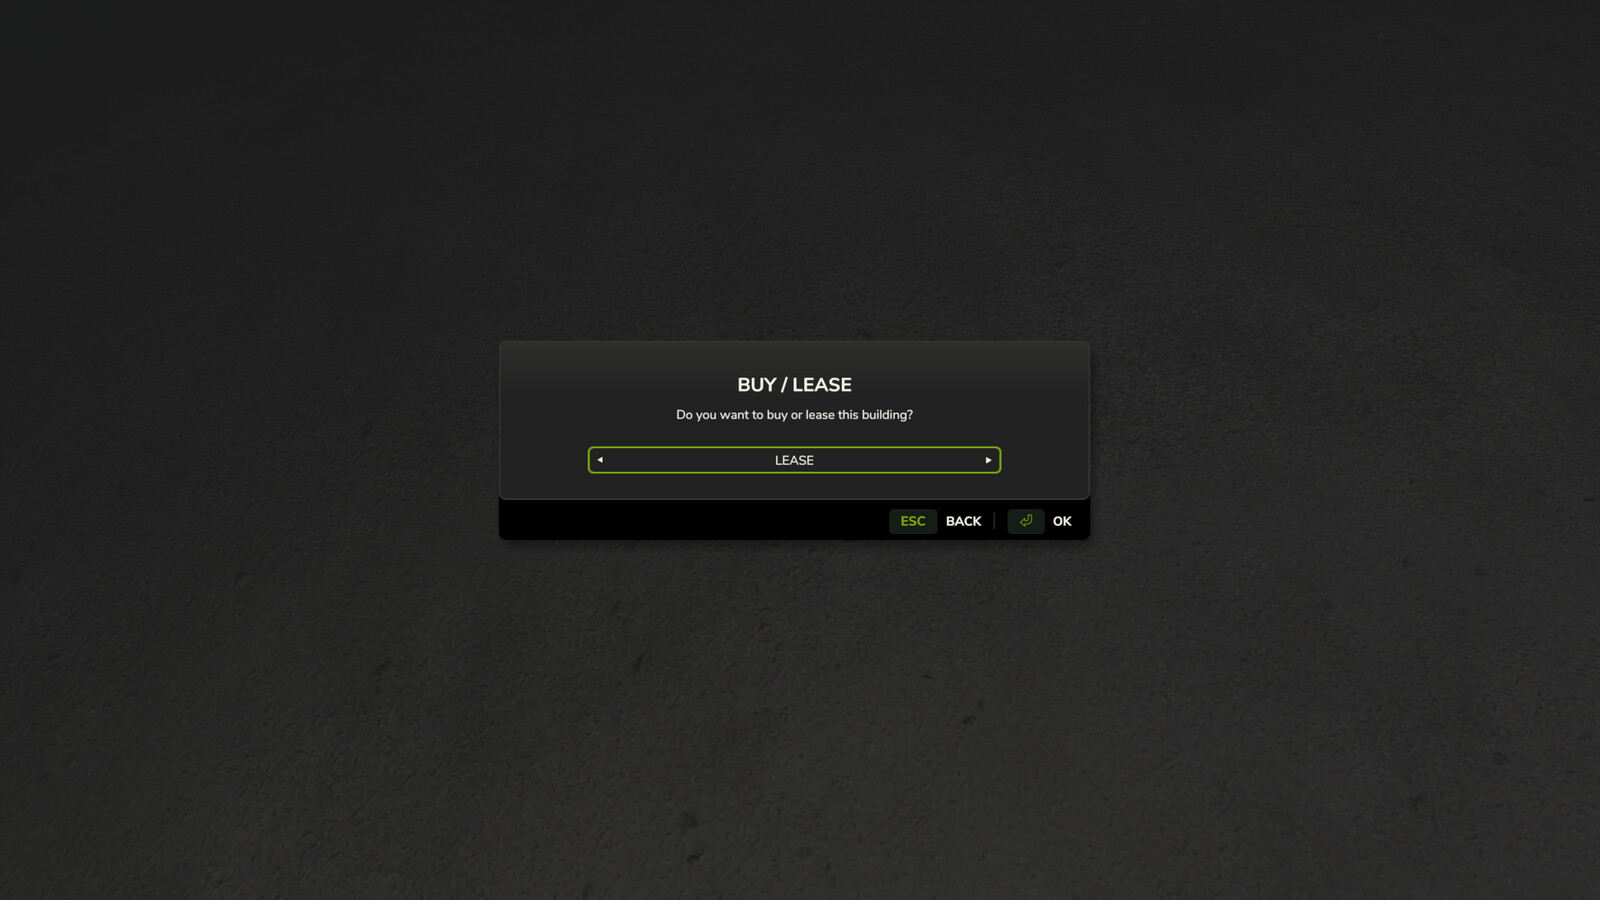 BUY / LEASE
Do you want to buy or lease this building?
LEASE
ESC BACK OK